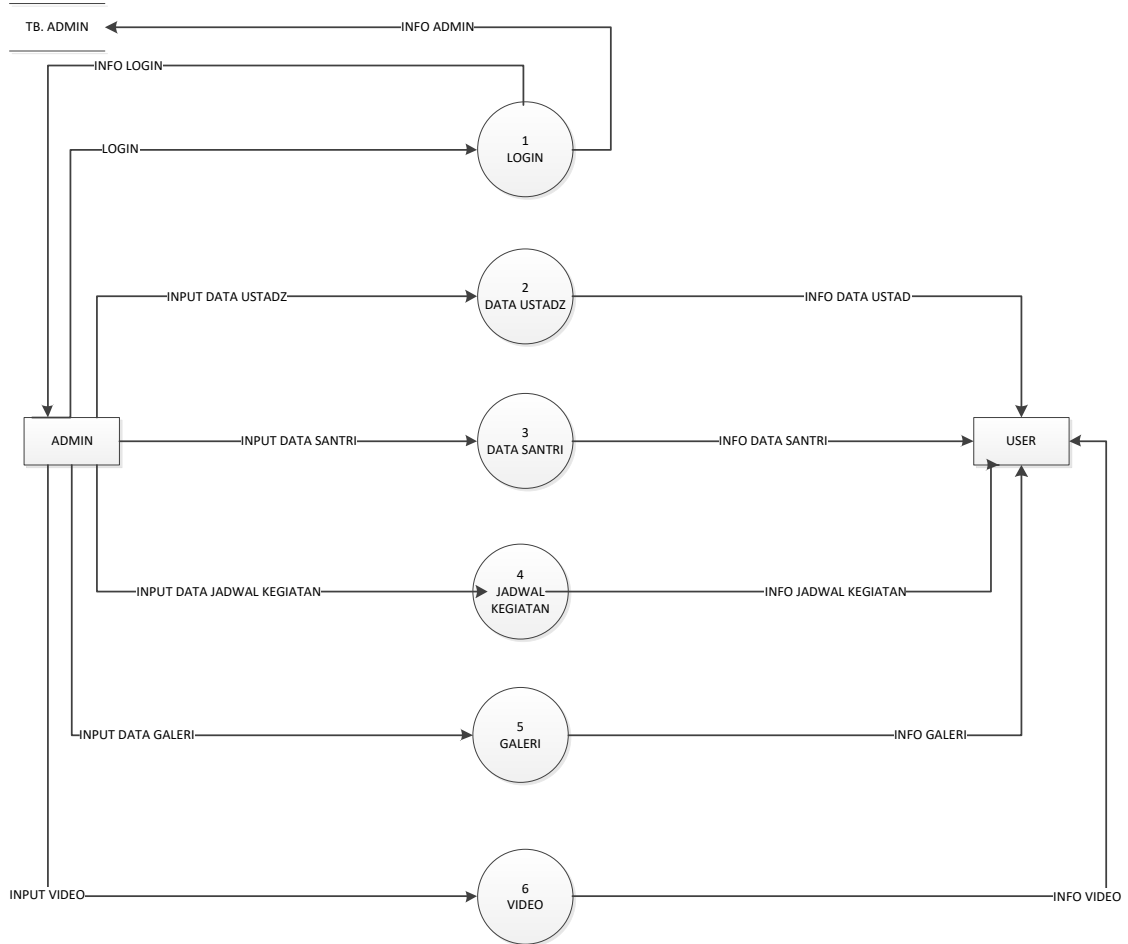 TB. ADMIN
INFO ADMIN
INFO LOGIN
1
LOGIN
LOGIN
2
DATA USTADZ
INPUT DATA USTADZ
INFO DATA USTAD
ADMIN
INPUT DATA SANTRI
3
DATA SANTRI
INFO DATA SANTRI
USER
INPUT DATA JADWAL KEGIATAN
4
JADWAL
KEGIATAN
INFO JADWAL KEGIATAN
INPUT DATA GALERI
5
GALERI
INFO GALERI
INPUT VIDEO
6
VIDEO
INFO VIDEO